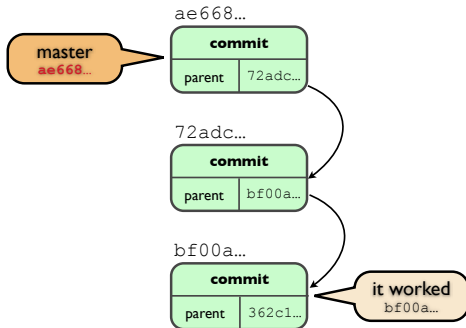 ae668…
commit
parent 72adc…
master
ae668…
72adc…
commit
parent bf00a…
bf00a…
commit
parent 362c1…
it worked
bf00a…